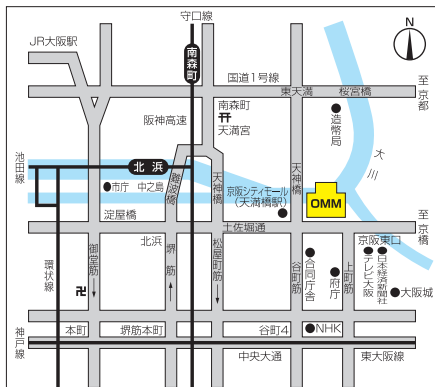 守口線
N
JR大阪駅
南森町
国道1号線
東天満
桜宮橋
至京都
阪神高速
南森町
天満宮
造幣局
大川
池田線
北浜
市庁
中之島
難波橋
天神橋
京阪シティモール
(天満橋駅)
天神橋
OMM
淀屋橋
土佐堀通
至京橋
環状線
御堂筋
北浜
堺筋
松屋町筋
谷町筋
合同庁舎
府庁
上町筋
京阪東口
テレビ大阪
日本経済新聞社
大阪城
卍
神戸線
本町
堺筋本町
谷町4
NHK
中央大通
東大阪線